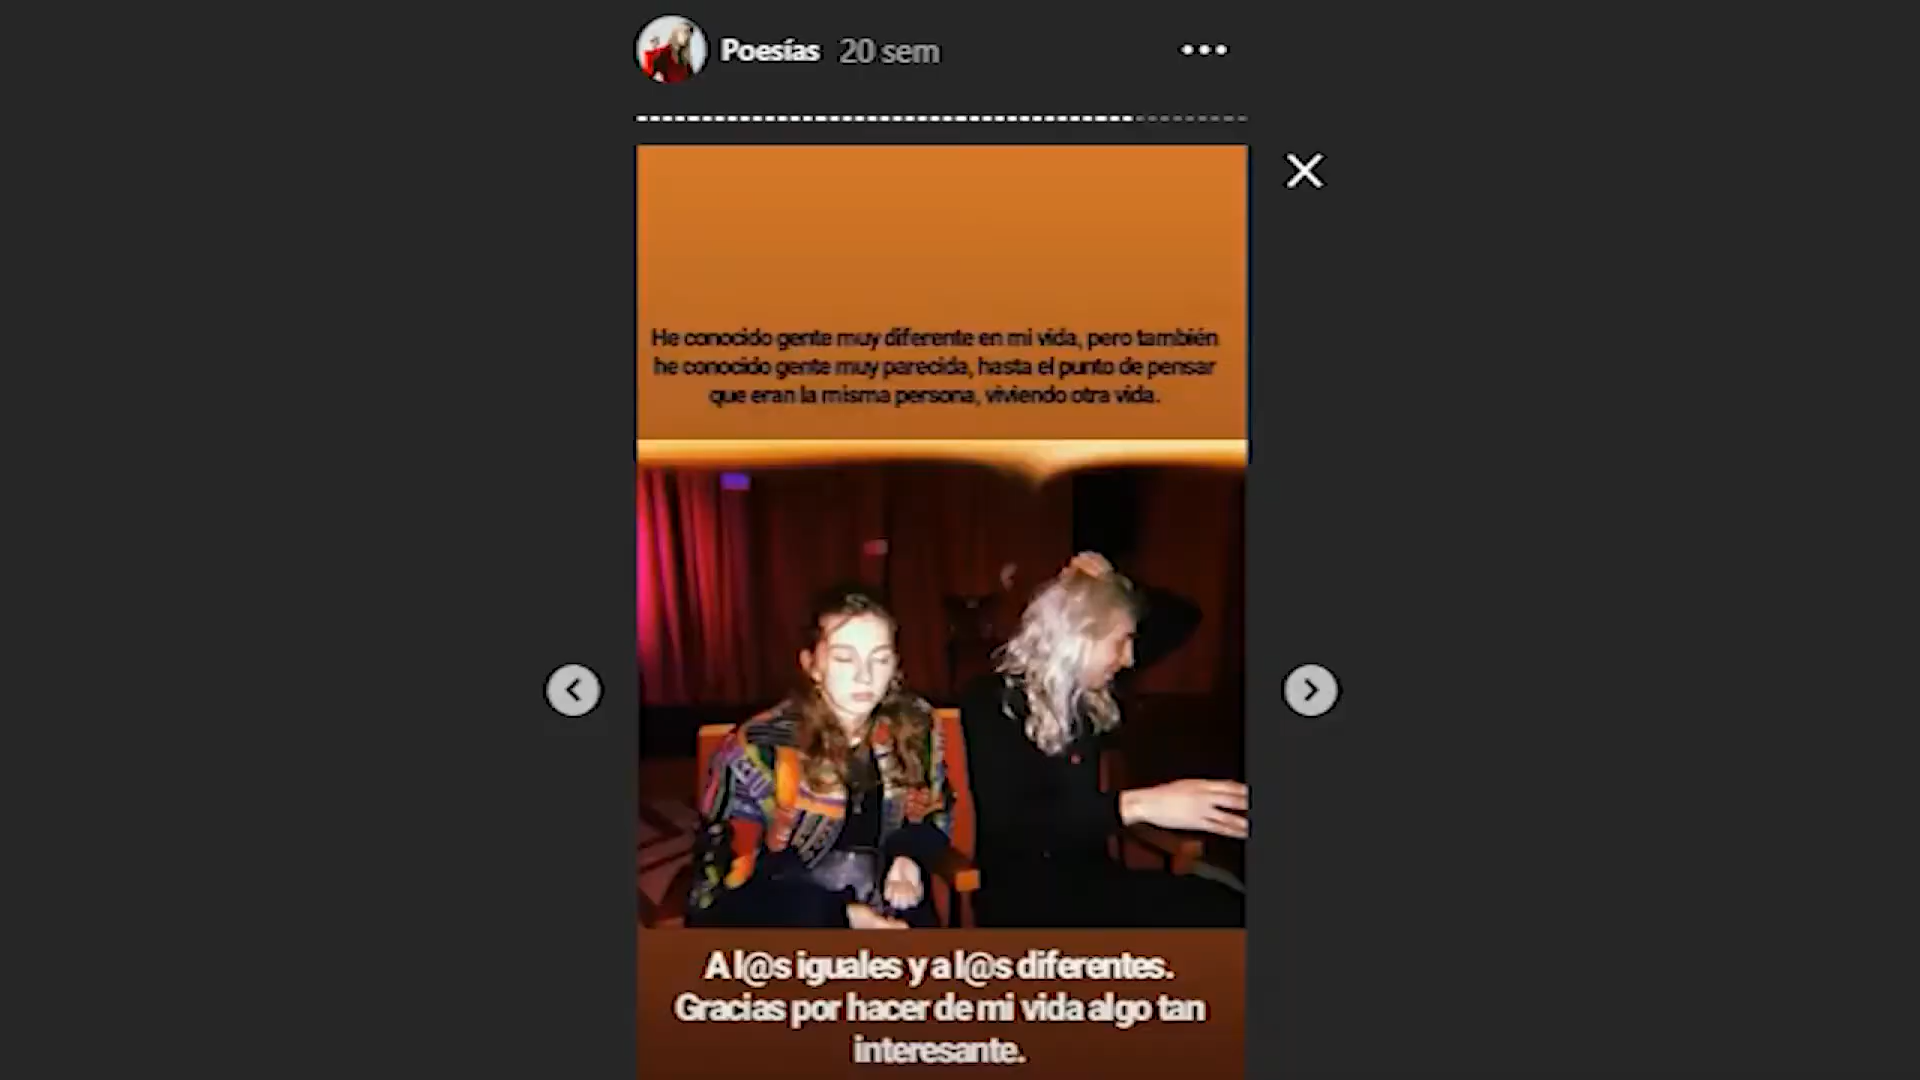 Poesías 20 sem
He conocido gente muy diferente en mi vida, pero también
he conocido gente muy parecida, hasta el punto de pensar
que eran la misma persona, viviendo otra vida.
A l@s iguales y a l@s diferentes.
Gracias por hacer de mi vida algo tan
interesante.